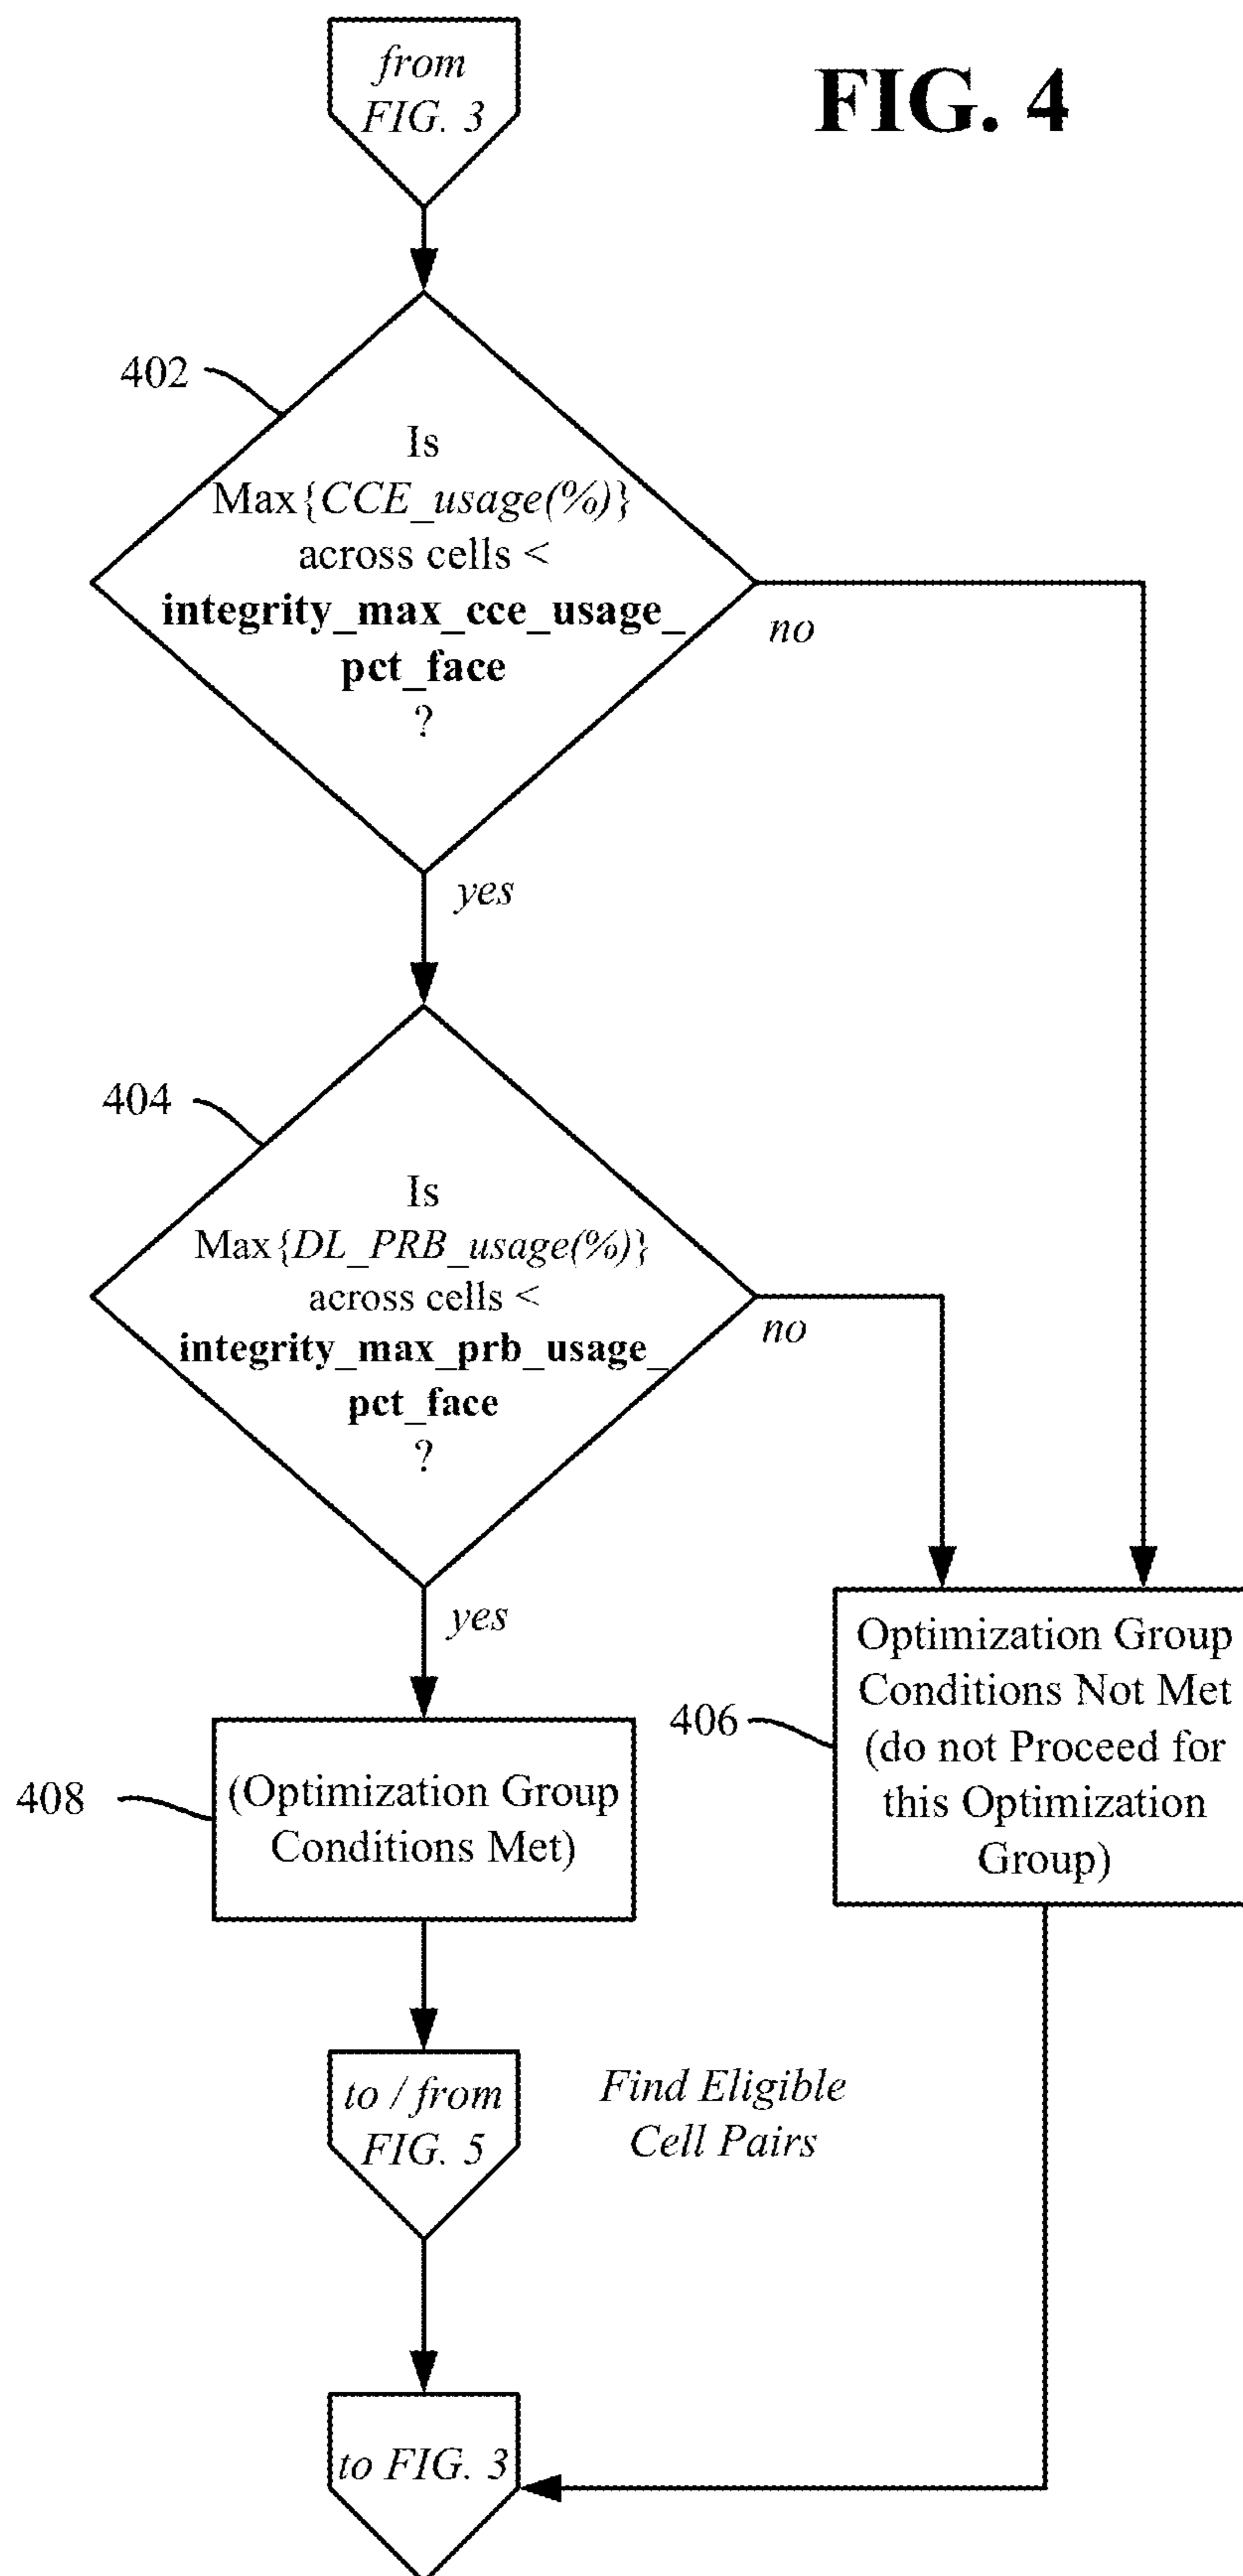 from
FIG. 3
FIG. 4
402
Is
Max{CCE_usage(%)}
across cells <
integrity_max_cce_usage_
pct_face
?
no
yes
404
Is
Max{DL_PRB_usage(%)}
across cells <
integrity_max_prb_usage_
pct_face
?
no
yes
408
(Optimization Group
Conditions Met)
406
Optimization Group
Conditions Not Met
(do not Proceed for
this Optimization
Group)
to / from
FIG. 5
Find Eligible
Cell Pairs
to FIG. 3